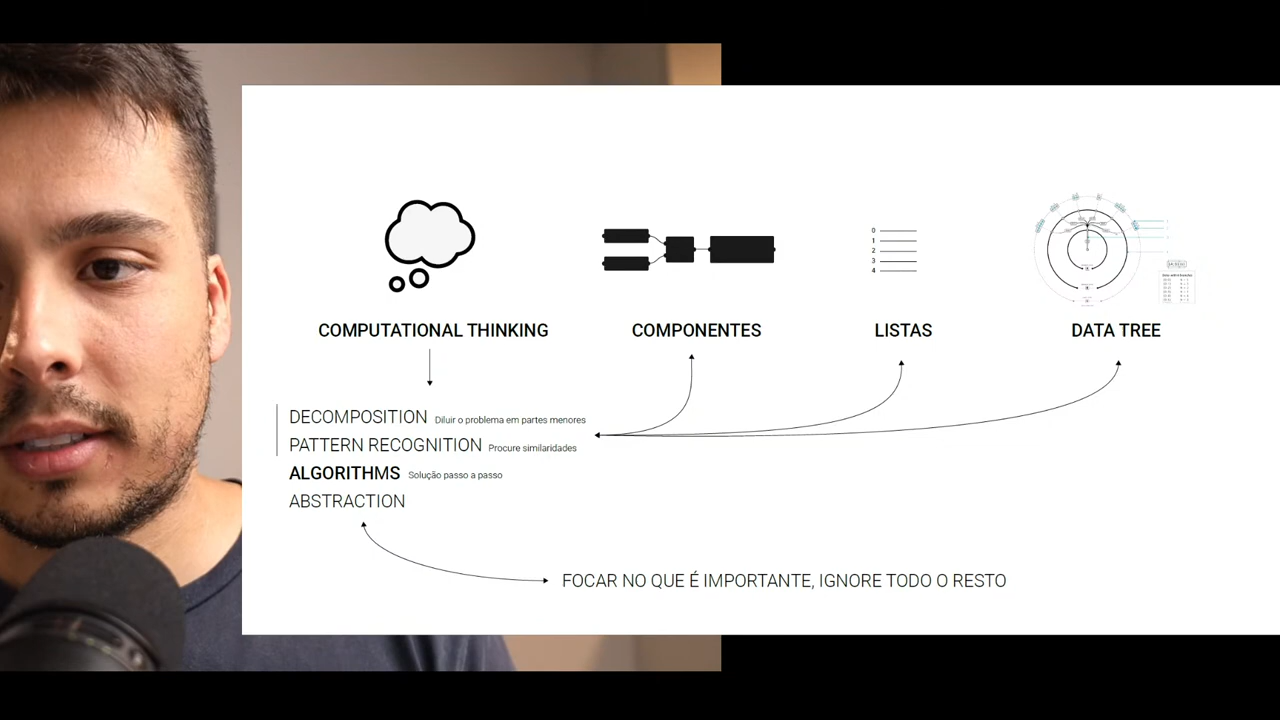 0
1
2
3
4
COMPUTATIONAL THINKING
COMPONENTES
LISTAS
DATA TREE
DECOMPOSITION Diluir o problema em partes menores
PATTERN RECOGNITION Procure similaridades
ALGORITHMS Solução passo a passo
ABSTRACTION
FOCAR NO QUE É IMPORTANTE, IGNORE TODO O RESTO